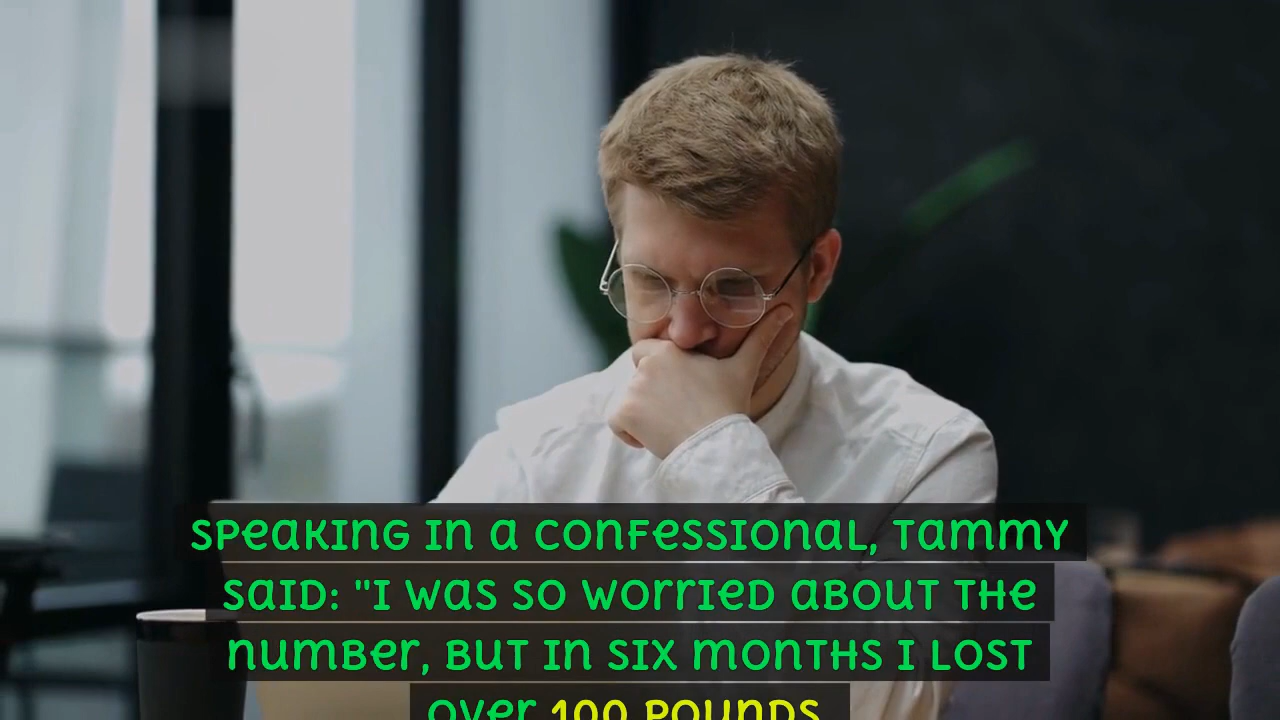 SPEAKING IN A CONFESSIONAL, TAMMY
SAID: "I WAS SO WORRIED ABOUT THE
NUMBER, BUT IN SIX MONTHS I LOST
OVER 100 POUNDS